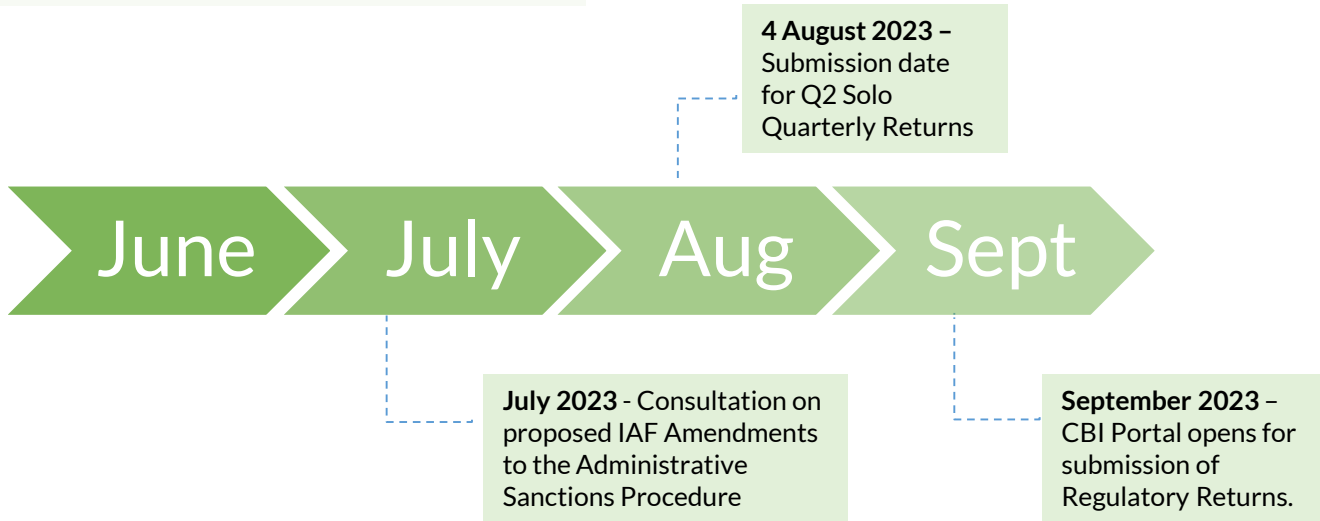 4 August 2023 –
Submission date
for Q2 Solo
Quarterly Returns
June
July
Aug
Sept
July 2023 - Consultation on
proposed IAF Amendments
to the Administrative
Sanctions Procedure
September 2023 –
CBI Portal opens for
submission of
Regulatory Returns.